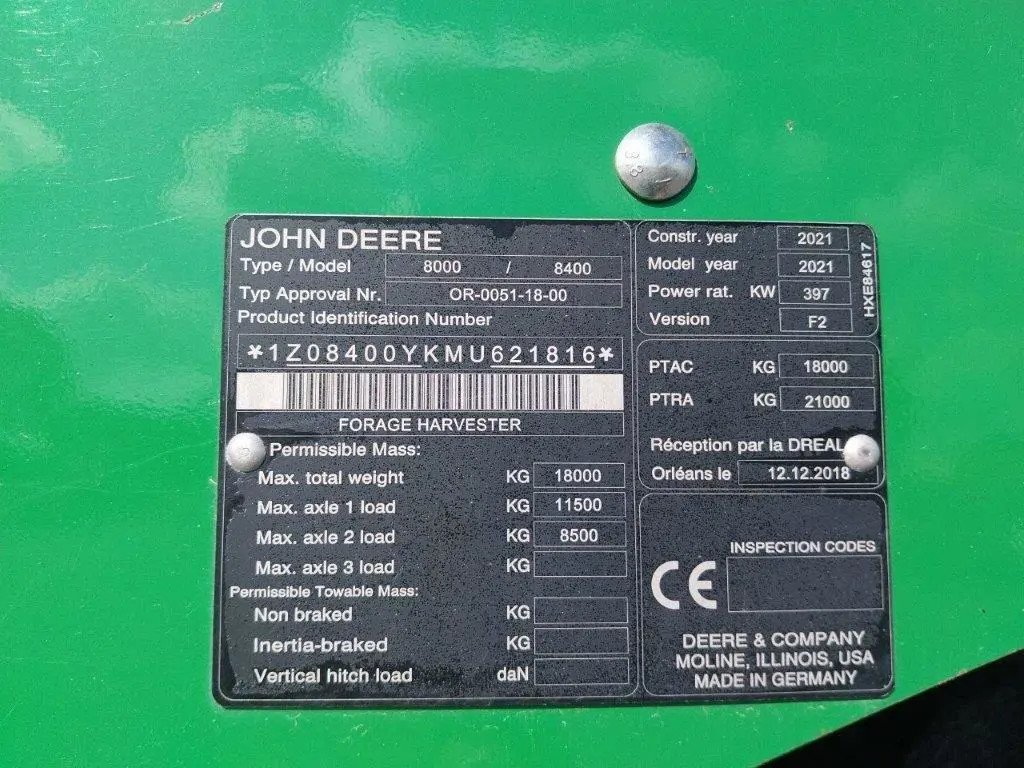 JOHN DEERE
Type / Model 8000 / 8400
Typ Approval Nr. OR-0051-18-00
Product Identification Number
*1Z08400YKMU621816*
FORAGE HARVESTER
Permissible Mass:
Max. total weight KG 18000
Max. axle 1 load KG 11500
Max. axle 2 load KG 8500
Max. axle 3 load KG
Permissible Towable Mass:
Non braked KG
Inertia-braked KG
Vertical hitch load daN
Constr. year 2021
Model year 2021
Power rat. KW 397
Version F2
HXE84617
PTAC KG 18000
PTRA KG 21000
Réception par la DREAL
Orléans le 12.12.2018
INSPECTION CODES
CE
DEERE & COMPANY
MOLINE, ILLINOIS, USA
MADE IN GERMANY